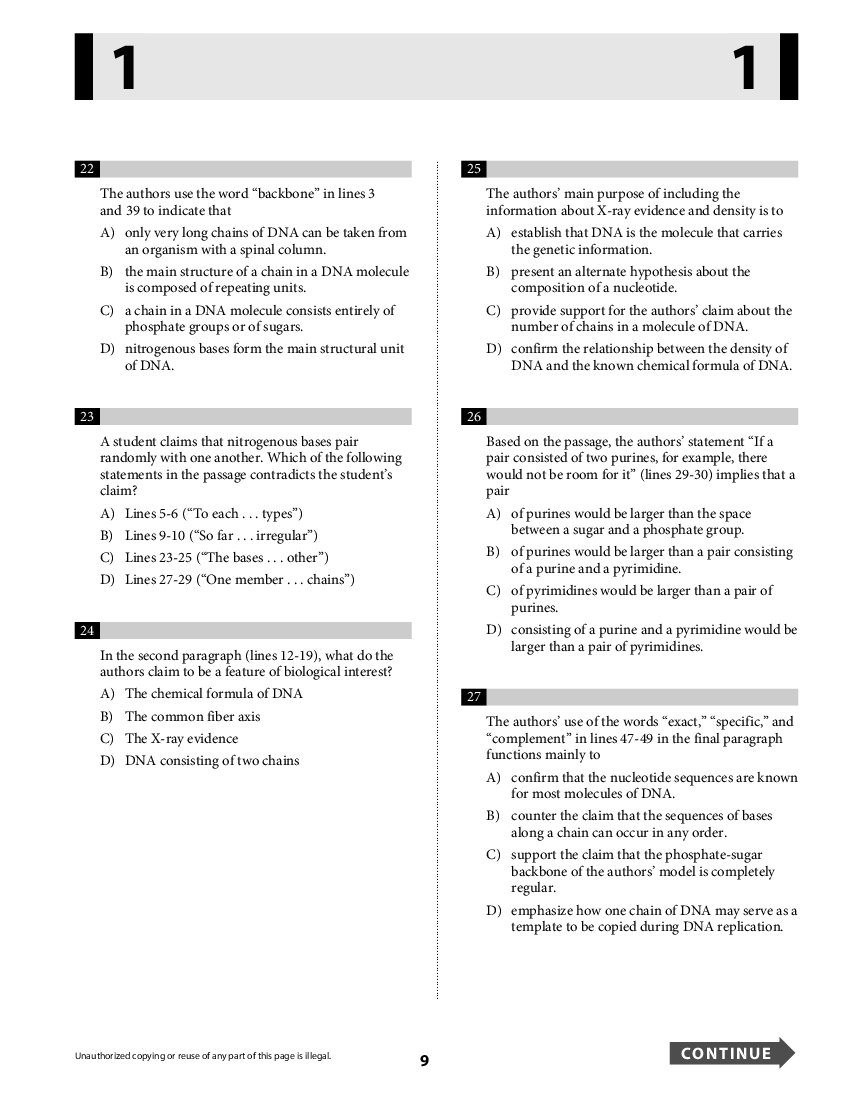 1
1
22
The authors use the word “backbone” in lines 3
and 39 to indicate that
A) only very long chains of DNA can be taken from
an organism with a spinal column.
B) the main structure of a chain in a DNA molecule
is composed of repeating units.
C) a chain in a DNA molecule consists entirely of
phosphate groups or of sugars.
D) nitrogenous bases form the main structural unit
of DNA.
23
A student claims that nitrogenous bases pair
randomly with one another. Which of the following
statements in the passage contradicts the student’s
claim?
A) Lines 5-6 (“To each . . . types”)
B) Lines 9-10 (“So far . . . irregular”)
C) Lines 23-25 (“The bases . . . other”)
D) Lines 27-29 (“One member . . . chains”)
24
In the second paragraph (lines 12-19), what do the
authors claim to be a feature of biological interest?
A) The chemical formula of DNA
B) The common fiber axis
C) The X-ray evidence
D) DNA consisting of two chains
25
The authors’ main purpose of including the
information about X-ray evidence and density is to
A) establish that DNA is the molecule that carries
the genetic information.
B) present an alternate hypothesis about the
composition of a nucleotide.
C) provide support for the authors’ claim about the
number of chains in a molecule of DNA.
D) confirm the relationship between the density of
DNA and the known chemical formula of DNA.
26
Based on the passage, the authors’ statement “If a
pair consisted of two purines, for example, there
would not be room for it” (lines 29-30) implies that a
pair
A) of purines would be larger than the space
between a sugar and a phosphate group.
B) of purines would be larger than a pair consisting
of a purine and a pyrimidine.
C) of pyrimidines would be larger than a pair of
purines.
D) consisting of a purine and a pyrimidine would be
larger than a pair of pyrimidines.
27
The authors’ use of the words “exact,” “specific,” and
“complement” in lines 47-49 in the final paragraph
functions mainly to
A) confirm that the nucleotide sequences are known
for most molecules of DNA.
B) counter the claim that the sequences of bases
along a chain can occur in any order.
C) support the claim that the phosphate-sugar
backbone of the authors’ model is completely
regular.
D) emphasize how one chain of DNA may serve as a
template to be copied during DNA replication.
Unauthorized copying or reuse of any part of this page is illegal.
9
CONTINUE